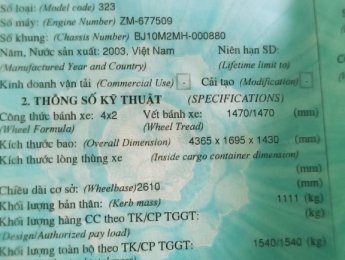 Số loại: (Model code) 323
Số máy: (Engine Number) ZM-677509
Số khung: (Chassis Number) BJ10M2MH-000880
Năm, Nước sản xuất: 2003, Việt Nam Niên hạn SD:
(Manufactured Year and Country) (Lifetime limit to)
Kinh doanh vận tải (Commercial Use) - Cải tạo (Modification) -
2. THÔNG SỐ KỸ THUẬT (SPECIFICATIONS)
Công thức bánh xe: 4x2 Vết bánh xe: 1470/1470 (mm)
(Wheel Formula) (Wheel Tread)
Kích thước bao: (Overall Dimension) 4365 x 1695 x 1430 (mm)
Kích thước lòng thùng xe (Inside cargo container dimension)
(mm)
Chiều dài cơ sở: (Wheelbase) 2610 (mm)
Khối lượng bản thân: (Kerb mass) 1111 (kg)
Khối lượng hàng CC theo TK/CP TGGT: (kg)
(Design/Authorized pay load)
Khối lượng toàn bộ theo TK/CP TGGT: 1540/1540 (kg)